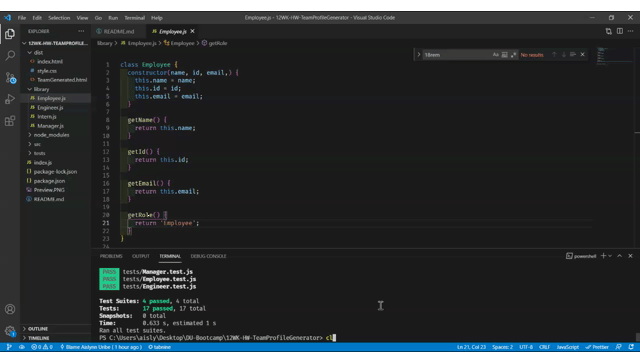 File Edit Selection View Go Run Terminal Help
Employee.js - 12WK-HW-TeamProfileGenerator - Visual Studio Code
EXPLORER
README.md
Employee.js
12WK-HW-TEAMPROFILEGENERAT...
library > Employee.js > Employee > getRole
dist
index.html
style.css
TeamGenerated.html
library
Employee.js
Engineer.js
Intern.js
Manager.js
node_modules
src
tests
index.js
package-lock.json
package.json
Preview.PNG
README.md
OUTLINE
TIMELINE
No results
1 class Employee {
2 constructor(name, id, email,) {
3 this.name = name;
4 this.id = id;
5 this.email = email;
6 }
7
8 getName() {
9 return this.name;
10 }
11
12 getId() {
13 return this.id;
14 }
15
16 getEmail() {
17 return this.email;
18 }
19
20 getRole() {
21 return 'Employee';
22 }
23 }
24
PROBLEMS OUTPUT TERMINAL DEBUG CONSOLE
powershell
PASS tests/Manager.test.js
PASS tests/Employee.test.js
PASS tests/Engineer.test.js
Test Suites: 4 passed, 4 total
Tests: 17 passed, 17 total
Snapshots: 0 total
Time: 0.633 s, estimated 1 s
Ran all test suites.
PS C:\Users\aisly\Desktop\DU-Bootcamp\12WK-HW-TeamProfileGenerator> cl
Blame Aislynn Uribe (1 hour ago) tabnine
Spaces: 2 UTF-8 CRLF JavaScript Prettier